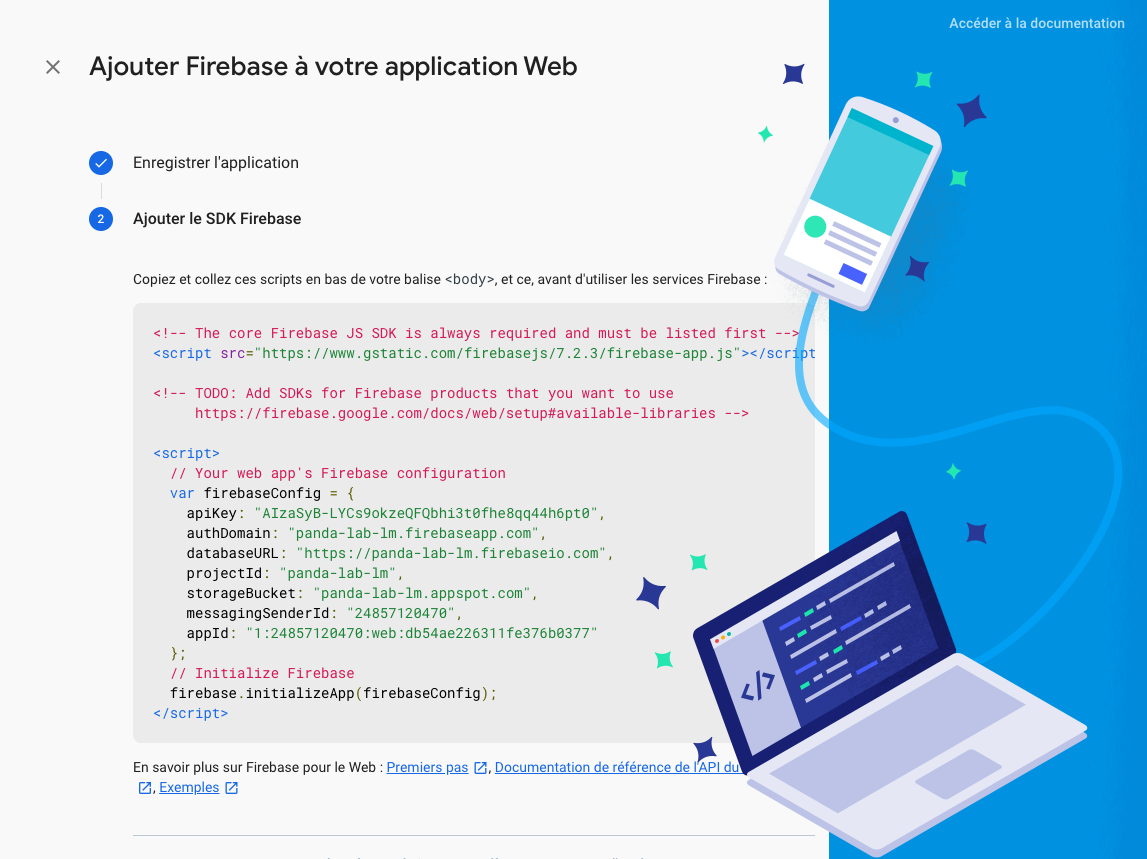 Accéder à la documentation
Ajouter Firebase à votre application Web
Enregistrer l'application
2
Ajouter le SDK Firebase
Copiez et collez ces scripts en bas de votre balise <body>, et ce, avant d'utiliser les services Firebase :
<!-- The core Firebase JS SDK is always required and must be listed first -->
<script src="https://www.gstatic.com/firebasejs/7.2.3/firebase-app.js"></script
<!-- TODO: Add SDKs for Firebase products that you want to use
https://firebase.google.com/docs/web/setup#available-libraries -->
<script>
// Your web app's Firebase configuration
var firebaseConfig = {
apiKey: "AIzaSyB-LYCs9okzeQFQbhi3t0fhe8qq44h6pt0",
authDomain: "panda-lab-lm.firebaseapp.com",
databaseURL: "https://panda-lab-lm.firebaseio.com",
projectId: "panda-lab-lm",
storageBucket: "panda-lab-lm.appspot.com",
messagingSenderId: "24857120470",
appId: "1:24857120470:web:db54ae226311fe376b0377"
};
// Initialize Firebase
firebase.initializeApp(firebaseConfig);
</script>
</>
En savoir plus sur Firebase pour le Web : Premiers pas , Documentation de référence de l'API du
, Exemples